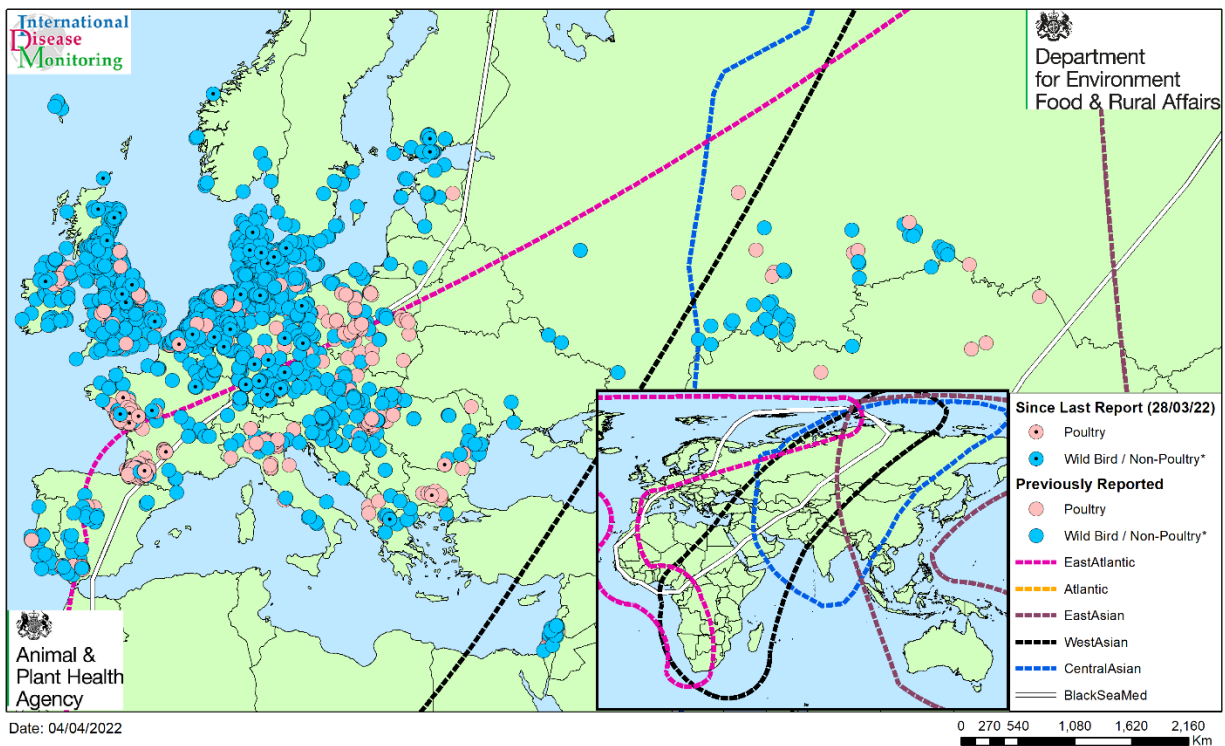 International
Disease
Monitoring
Department
for Environment
Food & Rural Affairs
Since Last Report (28/03/22)
Poultry
Wild Bird / Non-Poultry*
Previously Reported
Poultry
Wild Bird / Non-Poultry*
EastAtlantic
Atlantic
EastAsian
WestAsian
CentralAsian
BlackSeaMed
Animal &
Plant Health
Agency
Date: 04/04/2022
0 270 540 1,080 1,620 2,160
Km